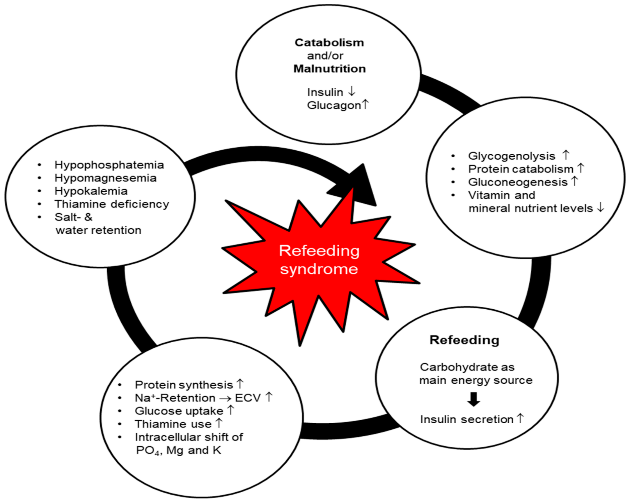 Catabolism
and/or
Malnutrition
Insulin ↓
Glucagon↑
• Glycogenolysis ↑
• Protein catabolism ↑
• Gluconeogenesis ↑
• Vitamin and
mineral nutrient levels ↓
Refeeding
Carbohydrate as
main energy source
Insulin secretion ↑
• Protein synthesis ↑
• Na⁺-Retention → ECV ↑
• Glucose uptake ↑
• Thiamine use ↑
• Intracellular shift of
PO₄, Mg and K
• Hypophosphatemia
• Hypomagnesemia
• Hypokalemia
• Thiamine deficiency
• Salt- &
water retention
Refeeding
syndrome